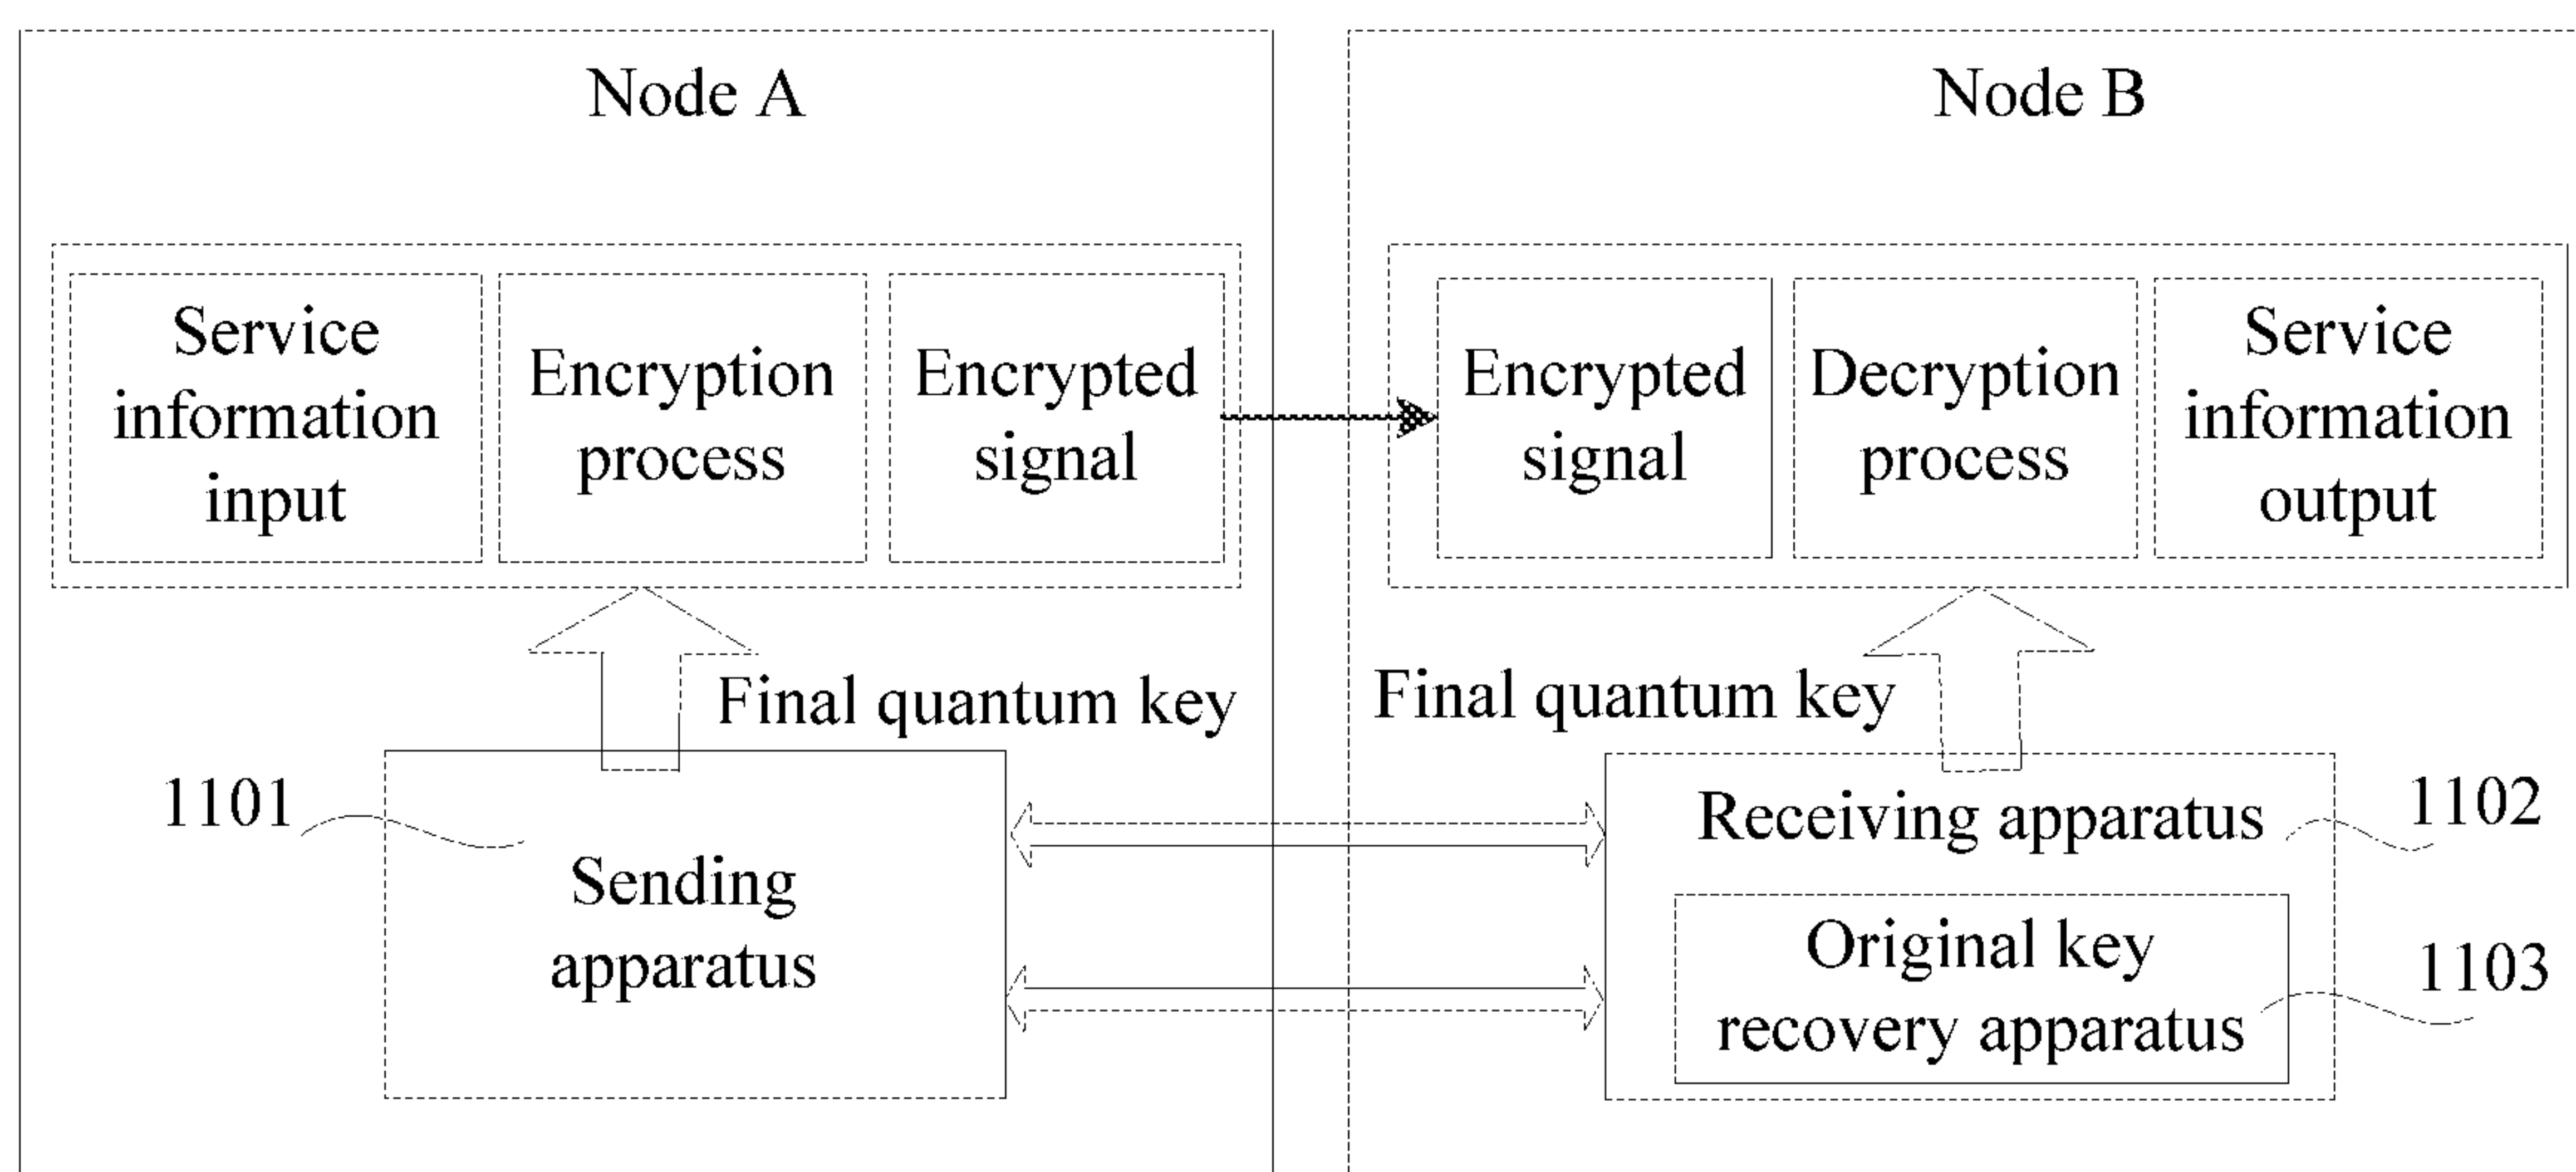 Node A
Node B
Service
information
input
Encryption
process
Encrypted
signal
Encrypted
signal
Decryption
process
Service
information
output
Final quantum key
Final quantum key
1101
Sending
apparatus
Receiving apparatus
1102
Original key
recovery apparatus
1103